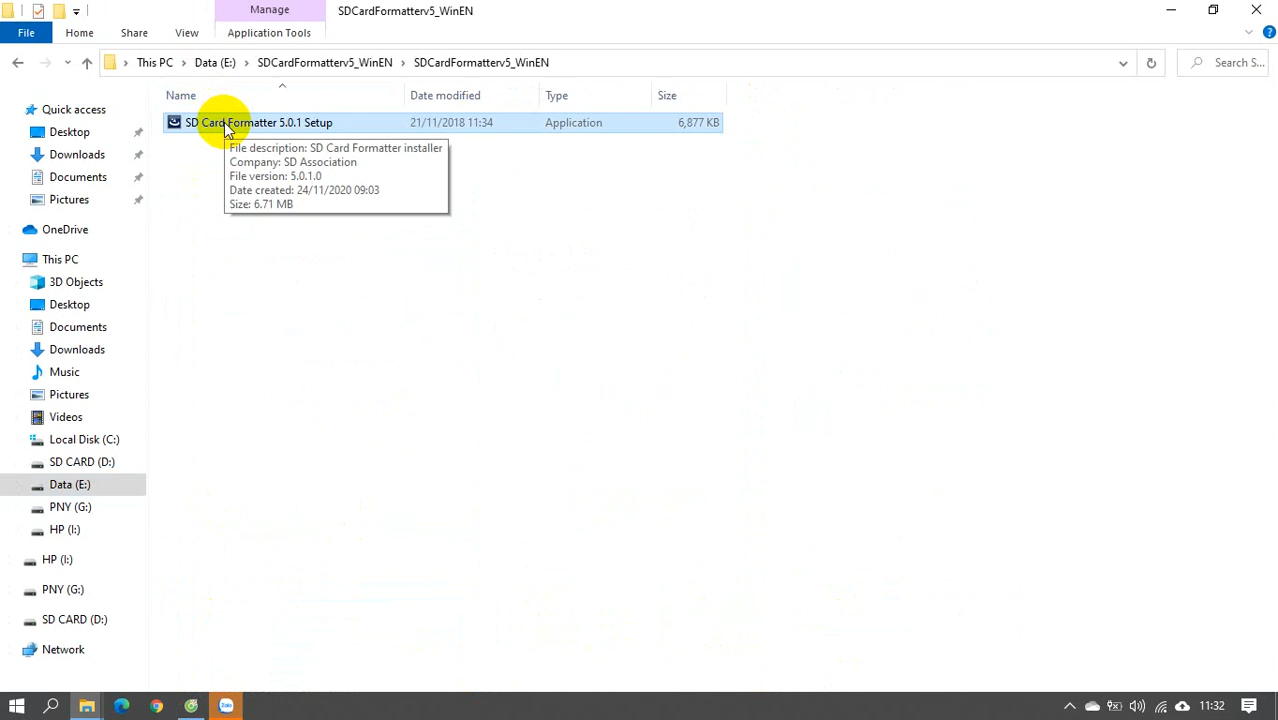 Manage
SDCardFormatterv5_WinEN
File
Home
Share
View
Application Tools
This PC
Data (E:)
SDCardFormatterv5_WinEN
SDCardFormatterv5_WinEN
Search S...
Name
Date modified
Type
Size
SD Card Formatter 5.0.1 Setup
21/11/2018 11:34
Application
6,877 KB
File description: SD Card Formatter installer
Company: SD Association
File version: 5.0.1.0
Date created: 24/11/2020 09:03
Size: 6.71 MB
Quick access
Desktop
Downloads
Documents
Pictures
OneDrive
This PC
3D Objects
Desktop
Documents
Downloads
Music
Pictures
Videos
Local Disk (C:)
SD CARD (D:)
Data (E:)
PNY (G:)
HP (I:)
HP (I:)
PNY (G:)
SD CARD (D:)
Network
Zalo
11:32